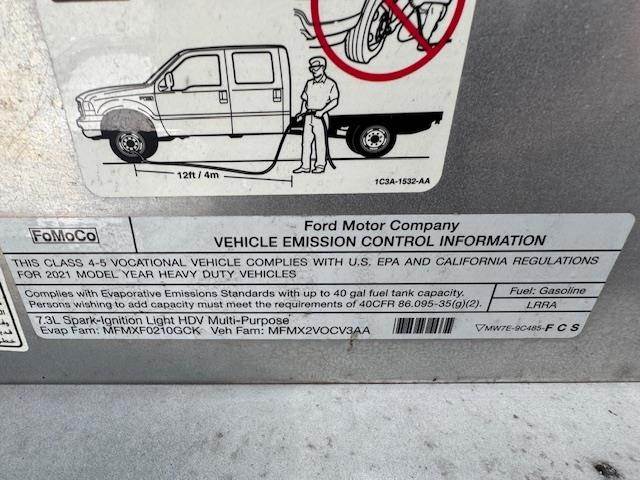 12ft / 4m
1C3A-1532-AA
FoMoCo
Ford Motor Company
VEHICLE EMISSION CONTROL INFORMATION
THIS CLASS 4-5 VOCATIONAL VEHICLE COMPLIES WITH U.S. EPA AND CALIFORNIA REGULATIONS
FOR 2021 MODEL YEAR HEAVY DUTY VEHICLES
Complies with Evaporative Emissions Standards with up to 40 gal fuel tank capacity.
Persons wishing to add capacity must meet the requirements of 40CFR 86.095-35(g)(2).
Fuel: Gasoline
LRRA
7.3L Spark-Ignition Light HDV Multi-Purpose
Evap Fam: MFMXF0210GCK Veh Fam: MFMX2VOCV3AA
MW7E-9C485-FCS